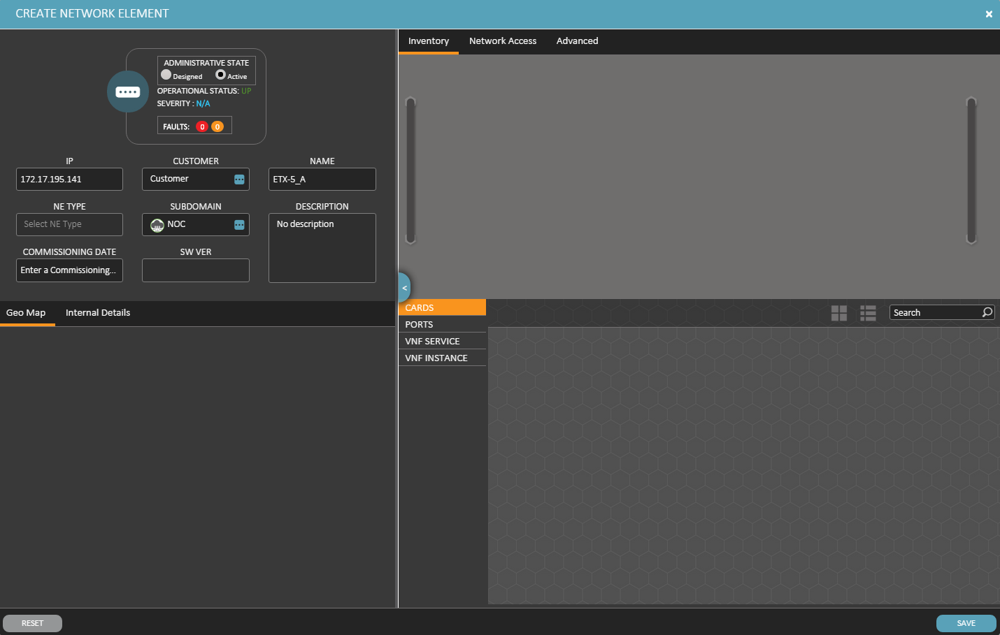 CREATE NETWORK ELEMENT
×
ADMINISTRATIVE STATE
Designed Active
OPERATIONAL STATUS: UP
SEVERITY : N/A
FAULTS: 0 0
IP CUSTOMER NAME
172.17.195.141 Customer ETX-5_A
NE TYPE SUBDOMAIN DESCRIPTION
Select NE Type NOC No description
COMMISSIONING DATE SW VER
Enter a Commissioning...
Geo Map Internal Details
Inventory Network Access Advanced
<
CARDS
PORTS
VNF SERVICE
VNF INSTANCE
Search
RESET SAVE